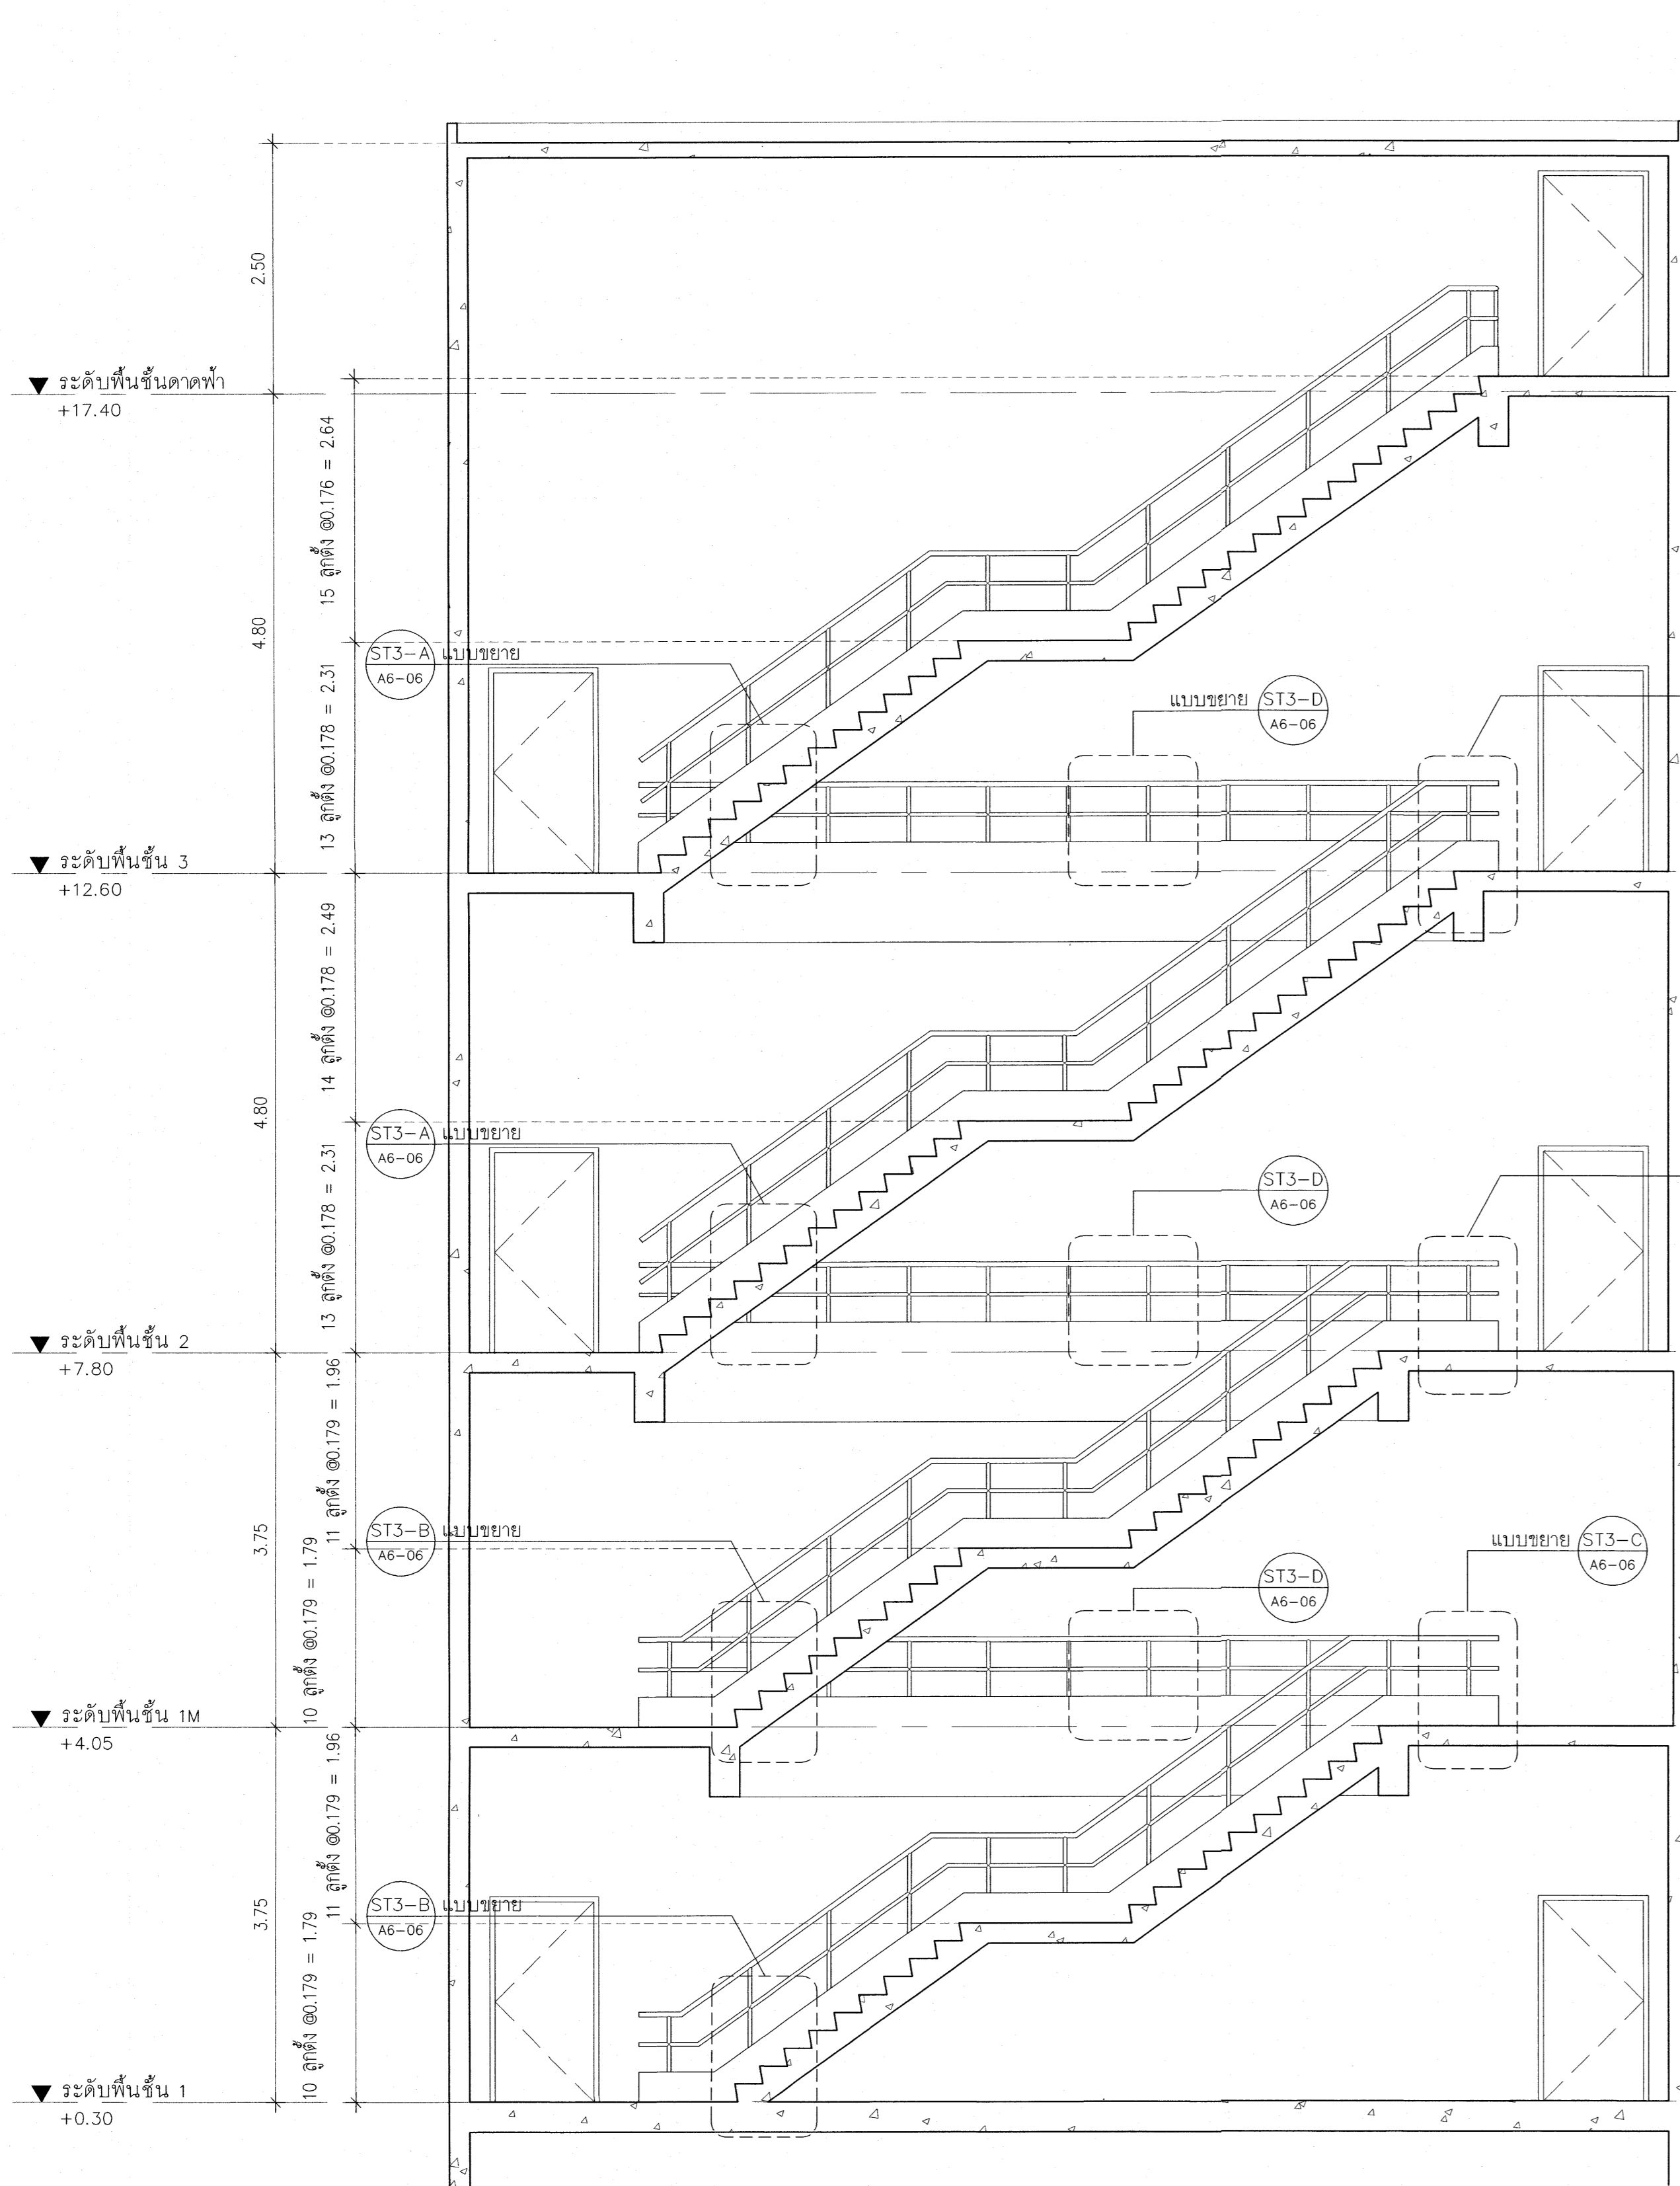 2.50
ระดับพื้นชั้นดาดฟ้า
+17.40
15 ลูกตั้ง @0.176 = 2.64
4.80
ST3-A แบบขยาย
A6-06
13 ลูกตั้ง @0.178 = 2.31
แบบขยาย ST3-D
A6-06
ระดับพื้นชั้น 3
+12.60
14 ลูกตั้ง @0.178 = 2.49
4.80
ST3-A แบบขยาย
A6-06
ST3-D
A6-06
13 ลูกตั้ง @0.178 = 2.31
ระดับพื้นชั้น 2
+7.80
11 ลูกตั้ง @0.179 = 1.96
3.75
ST3-B แบบขยาย
A6-06
แบบขยาย ST3-C
A6-06
ST3-D
A6-06
10 ลูกตั้ง @0.179 = 1.79
ระดับพื้นชั้น 1M
+4.05
11 ลูกตั้ง @0.179 = 1.96
3.75
ST3-B แบบขยาย
A6-06
10 ลูกตั้ง @0.179 = 1.79
ระดับพื้นชั้น 1
+0.30